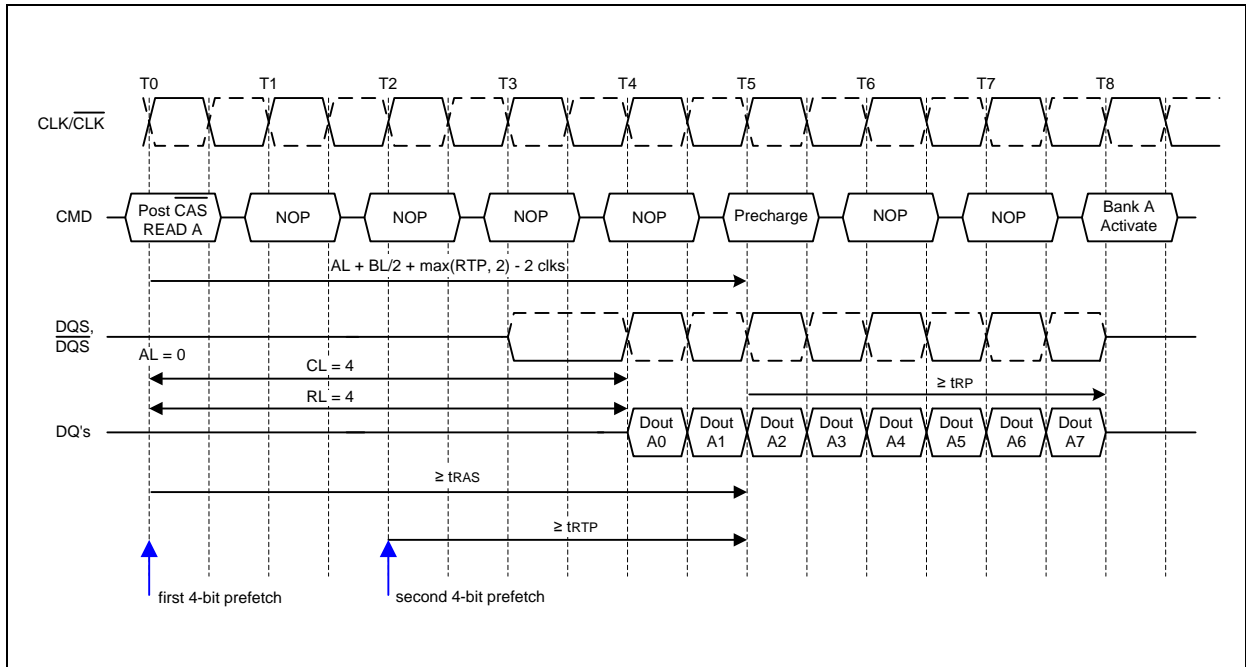 T0 T1 T2 T3 T4 T5 T6 T7 T8
CLK/CLK
CMD
Post CAS
READ A
NOP
NOP
NOP
NOP
Precharge
NOP
NOP
Bank A
Activate
AL + BL/2 + max(RTP, 2) - 2 clks
DQS,
DQS
AL = 0
CL = 4
≥ tRP
RL = 4
DQ's
Dout
A0
Dout
A1
Dout
A2
Dout
A3
Dout
A4
Dout
A5
Dout
A6
Dout
A7
≥ tRAS
≥ tRTP
first 4-bit prefetch
second 4-bit prefetch